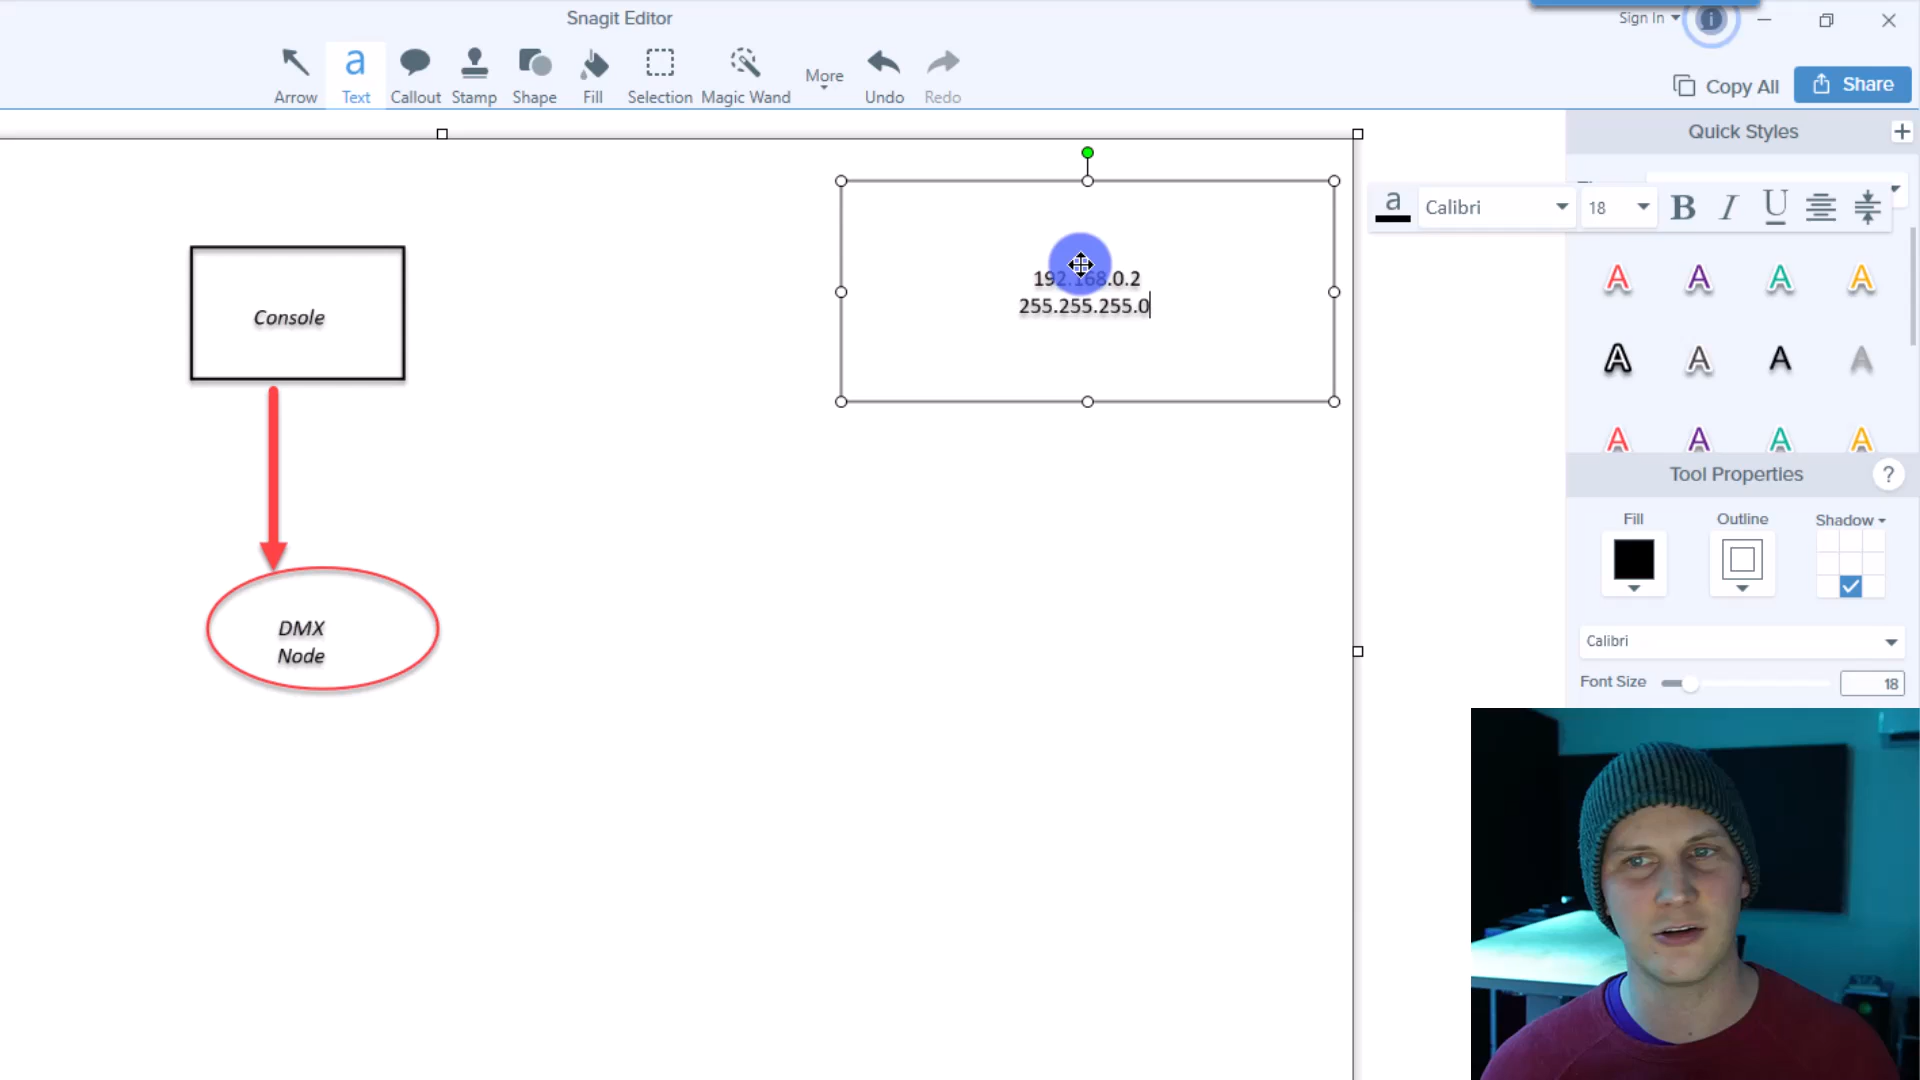 Snagit Editor
Sign In
Arrow
Text
Callout
Stamp
Shape
Fill
Selection
Magic Wand
More
Undo
Redo
Copy All
Share
Quick Styles
Calibri
18
B I U
192.168.0.2
255.255.255.0
Console
DMX
Node
Tool Properties
?
Fill
Outline
Shadow
Calibri
Font Size
18